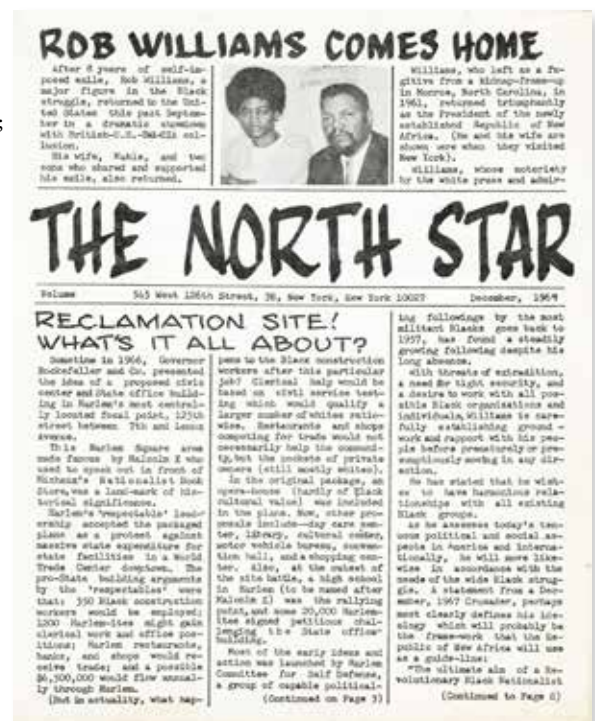 ROB WILLIAMS COMES HOME
After 8 years of self-im-
posed exile, Rob Williams, a
major figure in the Black
struggle, returned to the Uni-
ted States this past Septem-
ber in a dramatic showdown
with British-U.S.
lusion.
His wife, Mable, and two
sons who shared and supported
his exile, also returned.
Williams, who left as a fu-
gitive from a kidnap-frame-up
in Monroe, North Carolina, in
1961, returned triumphantly
as the President of the newly
established Republic of New
Africa. (He and his wife are
shown here when they visited
New York).
Williams, whose notoriety
by the white press and admir-
THE NORTH STAR
Volume 545 West 126th Street, New York, New York 10027 December, 1969
RECLAMATION SITE!
WHAT'S IT ALL ABOUT?
Sometime in 1966, Governor
Rockefeller and Co. presented
the idea of a proposed civic
center and State office build-
ing in Harlem's most central-
ly located focal point, 125th
street between 7th and Lenox
Avenue.
This Harlem Square area
made famous by Malcolm X who
used to speak out in front of
Michaux's Nationalist Book
Store, was a land-mark of his-
torical significance.
Harlem's 'respectable' lead-
ership accepted the packaged
plans as a protest against
massive state expenditure for
state facilities in a World
Trade Center downtown. The
pro-State building arguments
by the 'respectables' were
that: 350 Black construction
workers would be employed;
1200 Harlem-ites might gain
clerical work and office pos-
itions; Harlem restaurants,
banks, and shops would re-
ceive trade; and a possible
$6,500,000 would flow annual-
ly through Harlem.
(But in actuality, what hap-
pens to the Black construction
workers after this particular
job? Clerical help would be
based on civil service test-
ing which would qualify a
larger number of whites ratio-
wise. Restaurants and shops
competing for trade would not
necessarily help the communi-
ty, but the pockets of private
owners (still mostly whites).
In the original package, an
opera-house (hardly of Black
cultural value) was included
in the plans. Now, other pro-
posals include--day care cen-
ter, library, cultural center,
motor vehicle bureau, conven-
tion hall, and a shopping cen-
ter. Also, at the outset of
the site battle, a high school
in Harlem (to be named after
Malcolm X) was the rallying
point, and some 20,000 Harlem-
ites signed petitions chal-
lenging the State office
building.
Most of the early ideas and
action was launched by Harlem
Committee for Self Defense,
a group of capable political-
(Continued on Page 3)
ing followings by the most
militant Blacks goes back to
1957, has found a steadily
growing following despite his
long absence.
With threats of extradition,
a need for tight security, and
a desire to work with all pos-
sible Black organizations and
individuals, Williams is care-
fully establishing ground -
work and rapport with his peo-
ple before prematurely or pre-
sumptuously moving in any dir-
ection.
He has stated that he wish-
es to have harmonious rela-
tionships with all existing
Black groups.
As he assesses today's ten-
uous political and social as-
pects in America and interna-
tionally, he will move like-
wise in accordance with the
needs of the wide Black strug-
gle. A statement from a Dec-
ember, 1967 Crusader, perhaps
most clearly defines his ide-
ology which will probably be
the frame-work that the Re-
public of New Africa will use
as a guide-line:
"The ultimate aim of a Re-
volutionary Black Nationalist
(Continued to Page 6)